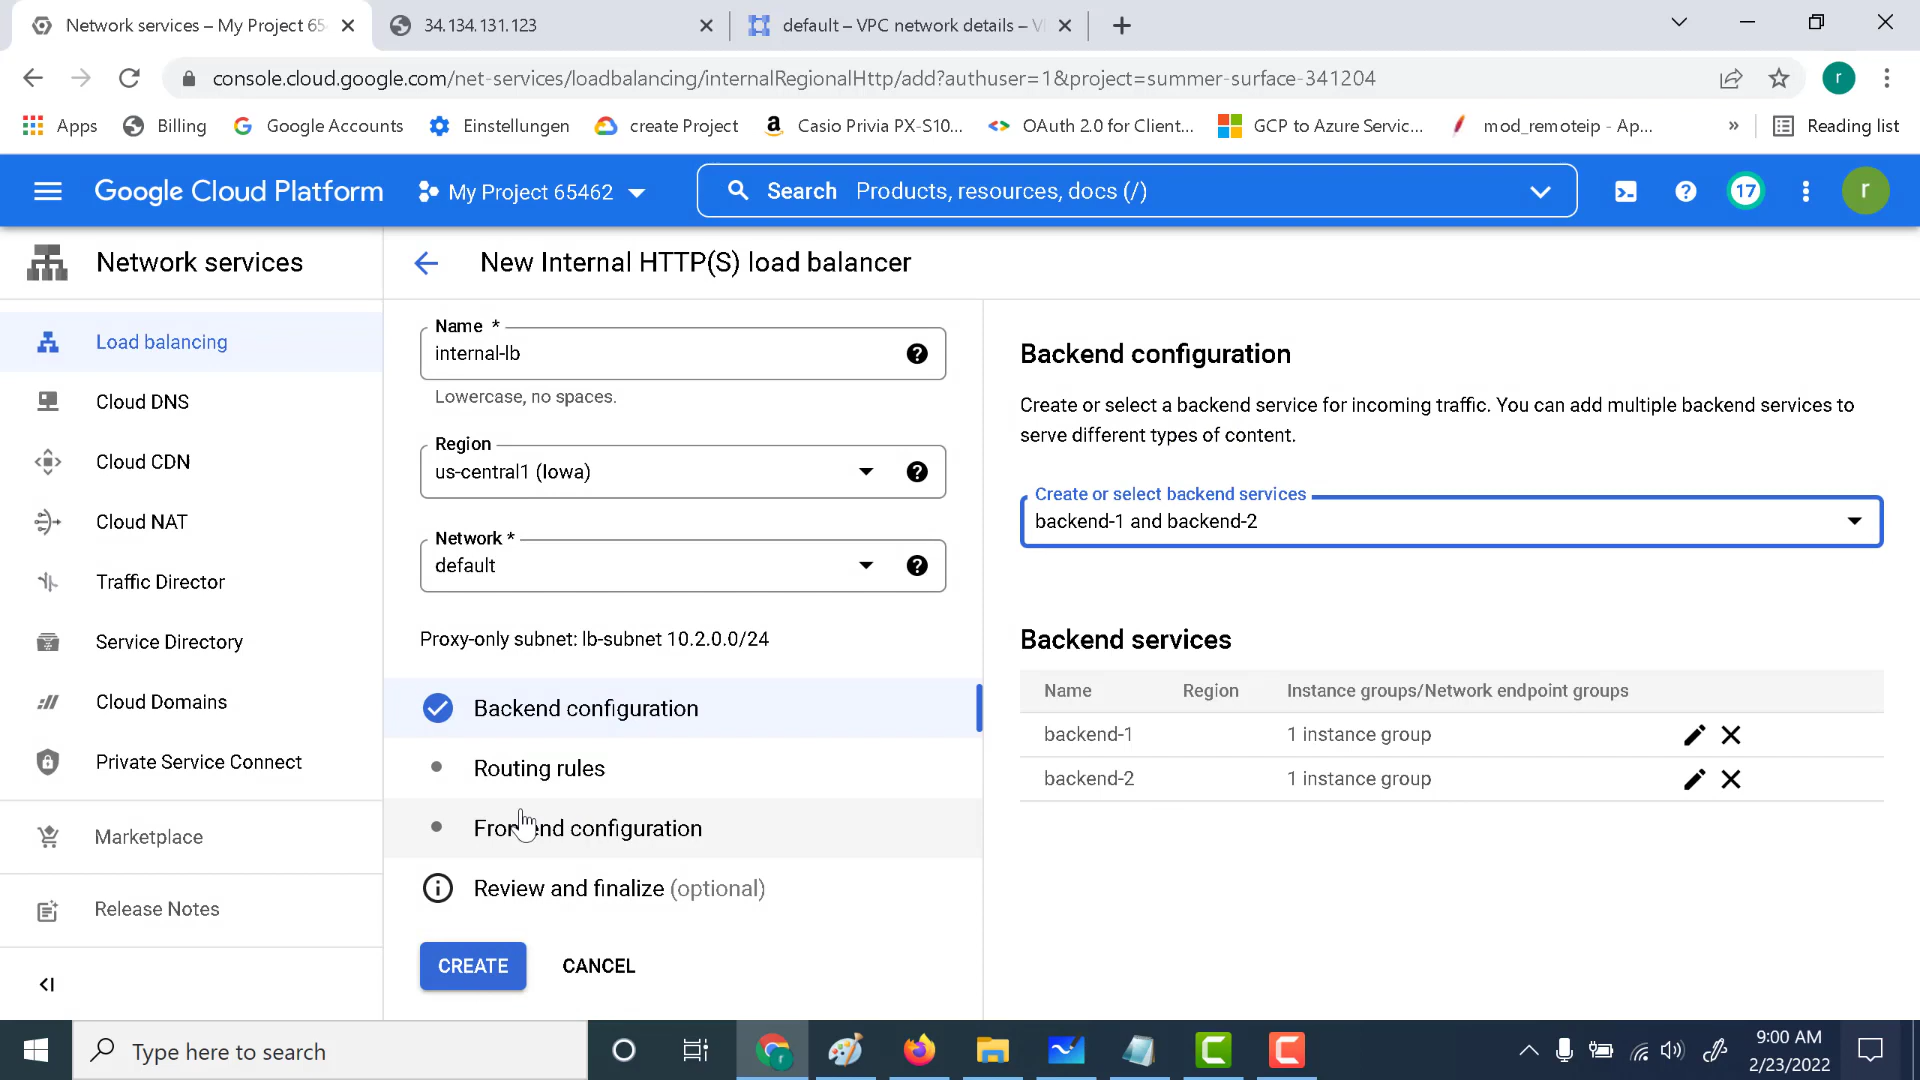 Network services – My Project 65
34.134.131.123
default – VPC network details – V
console.cloud.google.com/net-services/loadbalancing/internalRegionalHttp/add?authuser=1&project=summer-surface-341204
r
Apps
Billing
Google Accounts
Einstellungen
create Project
Casio Privia PX-S10...
OAuth 2.0 for Client...
GCP to Azure Servic...
mod_remoteip - Ap...
»
Reading list
Google Cloud Platform
My Project 65462
Search Products, resources, docs (/)
17
r
Network services
New Internal HTTP(S) load balancer
Load balancing
Cloud DNS
Cloud CDN
Cloud NAT
Traffic Director
Service Directory
Cloud Domains
Private Service Connect
Marketplace
Release Notes
Name *
internal-lb
Lowercase, no spaces.
Region
us-central1 (Iowa)
Network *
default
Proxy-only subnet: lb-subnet 10.2.0.0/24
Backend configuration
Routing rules
Frontend configuration
Review and finalize (optional)
CREATE
CANCEL
Backend configuration
Create or select a backend service for incoming traffic. You can add multiple backend services to
serve different types of content.
Create or select backend services
backend-1 and backend-2
Backend services
Name Region Instance groups/Network endpoint groups
backend-1 1 instance group
backend-2 1 instance group
Type here to search
9:00 AM
2/23/2022